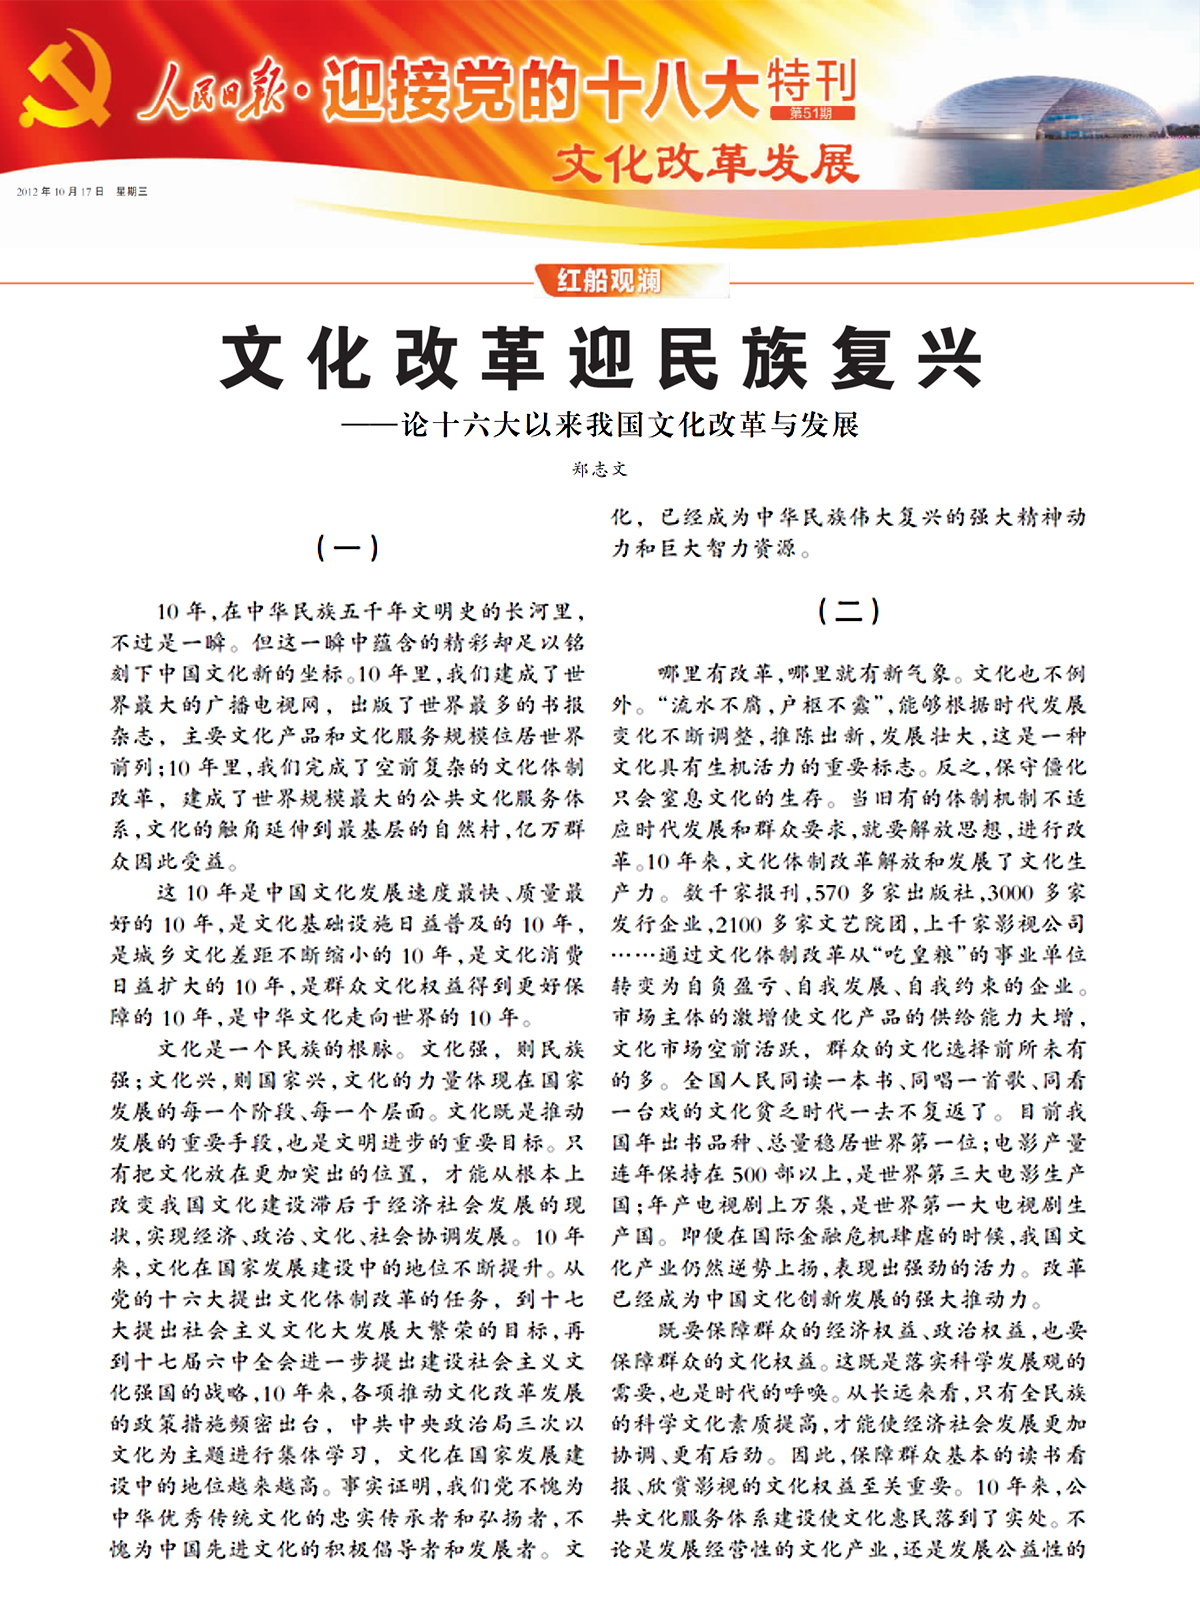 人民日报·迎接党的十八大特刊
第51期
文化改革发展
2012年10月17日 星期三
红船观澜
文化改革迎民族复兴
——论十六大以来我国文化改革与发展
郑志文
(一)
10年,在中华民族五千年文明史的长河里,
不过是一瞬。但这一瞬中蕴含的精彩却足以铭
刻下中国文化新的坐标。10年里,我们建成了世
界最大的广播电视网，出版了世界最多的书报
杂志，主要文化产品和文化服务规模位居世界
前列;10年里,我们完成了空前复杂的文化体制
改革，建成了世界规模最大的公共文化服务体
系,文化的触角延伸到最基层的自然村,亿万群
众因此受益。
这10年是中国文化发展速度最快、质量最
好的10年,是文化基础设施日益普及的10年,
是城乡文化差距不断缩小的10年,是文化消费
日益扩大的10年,是群众文化权益得到更好保
障的10年,是中华文化走向世界的10年。
文化是一个民族的根脉。文化强，则民族
强;文化兴,则国家兴,文化的力量体现在国家
发展的每一个阶段、每一个层面。文化既是推动
发展的重要手段,也是文明进步的重要目标。只
有把文化放在更加突出的位置，才能从根本上
改变我国文化建设滞后于经济社会发展的现
状,实现经济、政治、文化、社会协调发展。10年
来,文化在国家发展建设中的地位不断提升。从
党的十六大提出文化体制改革的任务，到十七
大提出社会主义文化大发展大繁荣的目标,再
到十七届六中全会进一步提出建设社会主义文
化强国的战略,10年来,各项推动文化改革发展
的政策措施频密出台，中共中央政治局三次以
文化为主题进行集体学习，文化在国家发展建
设中的地位越来越高。事实证明,我们党不愧为
中华优秀传统文化的忠实传承者和弘扬者,不
愧为中国先进文化的积极倡导者和发展者。文
化，已经成为中华民族伟大复兴的强大精神动
力和巨大智力资源。
(二)
哪里有改革,哪里就有新气象。文化也不例
外。“流水不腐,户枢不蠹”,能够根据时代发展
变化不断调整,推陈出新,发展壮大,这是一种
文化具有生机活力的重要标志。反之,保守僵化
只会窒息文化的生存。当旧有的体制机制不适
应时代发展和群众要求,就要解放思想,进行改
革。10年来,文化体制改革解放和发展了文化生
产力。数千家报刊,570多家出版社,3000多家
发行企业,2100多家文艺院团,上千家影视公司
……通过文化体制改革从“吃皇粮”的事业单位
转变为自负盈亏、自我发展、自我约束的企业。
市场主体的激增使文化产品的供给能力大增，
文化市场空前活跃，群众的文化选择前所未有
的多。全国人民同读一本书、同唱一首歌、同看
一台戏的文化贫乏时代一去不复返了。目前我
国年出书品种、总量稳居世界第一位;电影产量
连年保持在500部以上,是世界第三大电影生产
国;年产电视剧上万集,是世界第一大电视剧生
产国。即便在国际金融危机肆虐的时候,我国文
化产业仍然逆势上扬,表现出强劲的活力。改革
已经成为中国文化创新发展的强大推动力。
既要保障群众的经济权益、政治权益,也要
保障群众的文化权益。这既是落实科学发展观的
需要,也是时代的呼唤。从长远来看,只有全民族
的科学文化素质提高,才能使经济社会发展更加
协调、更有后劲。因此,保障群众基本的读书看
报、欣赏影视的文化权益至关重要。10年来,公
共文化服务体系建设使文化惠民落到了实处。不
论是发展经营性的文化产业,还是发展公益性的